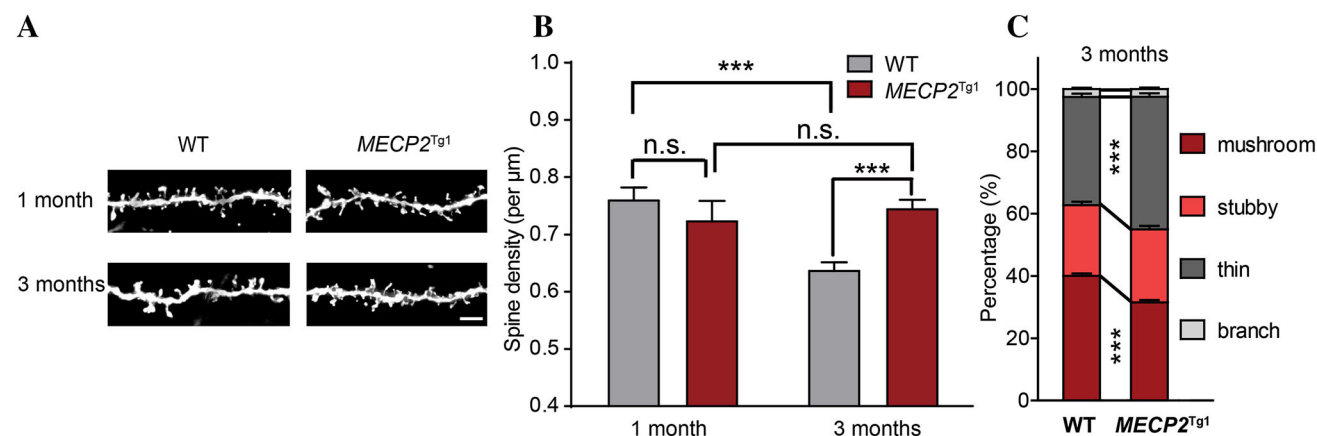 A
WT
MECP2Tg1
1 month
3 months
B
Spine density (per µm)
1.0
0.9
0.8
0.7
0.6
0.5
0.4
***
WT
MECP2Tg1
n.s.
n.s.
***
1 month
3 months
C
3 months
Percentage (%)
100
80
60
40
20
0
***
***
mushroom
stubby
thin
branch
WT
MECP2Tg1